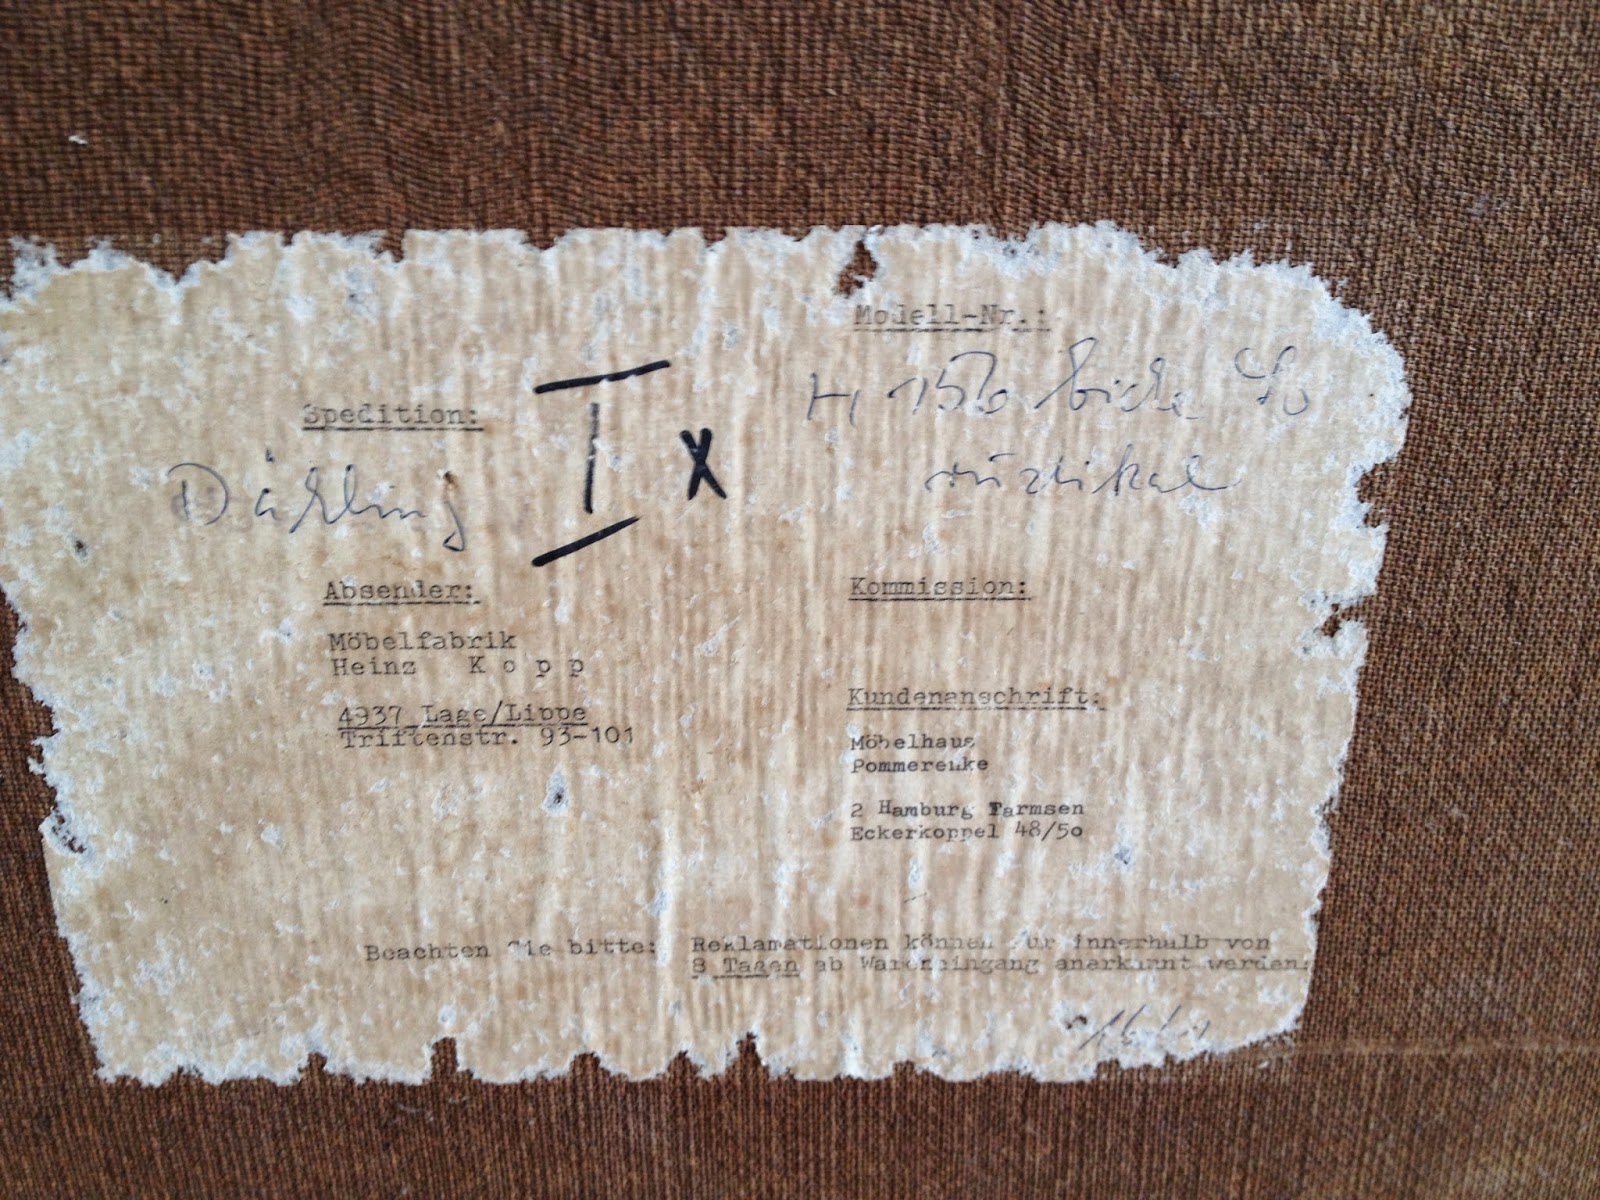 Modell-Nr.:
Spedition:
I x
rustikal
Absender:
Kommission:
Möbelfabrik
Heinz Kopp
4937 Lage/Lippe
Triftenstr. 93-101
Kundenanschrift:
Möbelhaus
Pommerenke
2 Hamburg Farmsen
Eckerkoppel 48/50
Beachten Sie bitte: Reklamationen können nur innerhalb von
8 Tagen ab Wareneingang anerkannt werden.